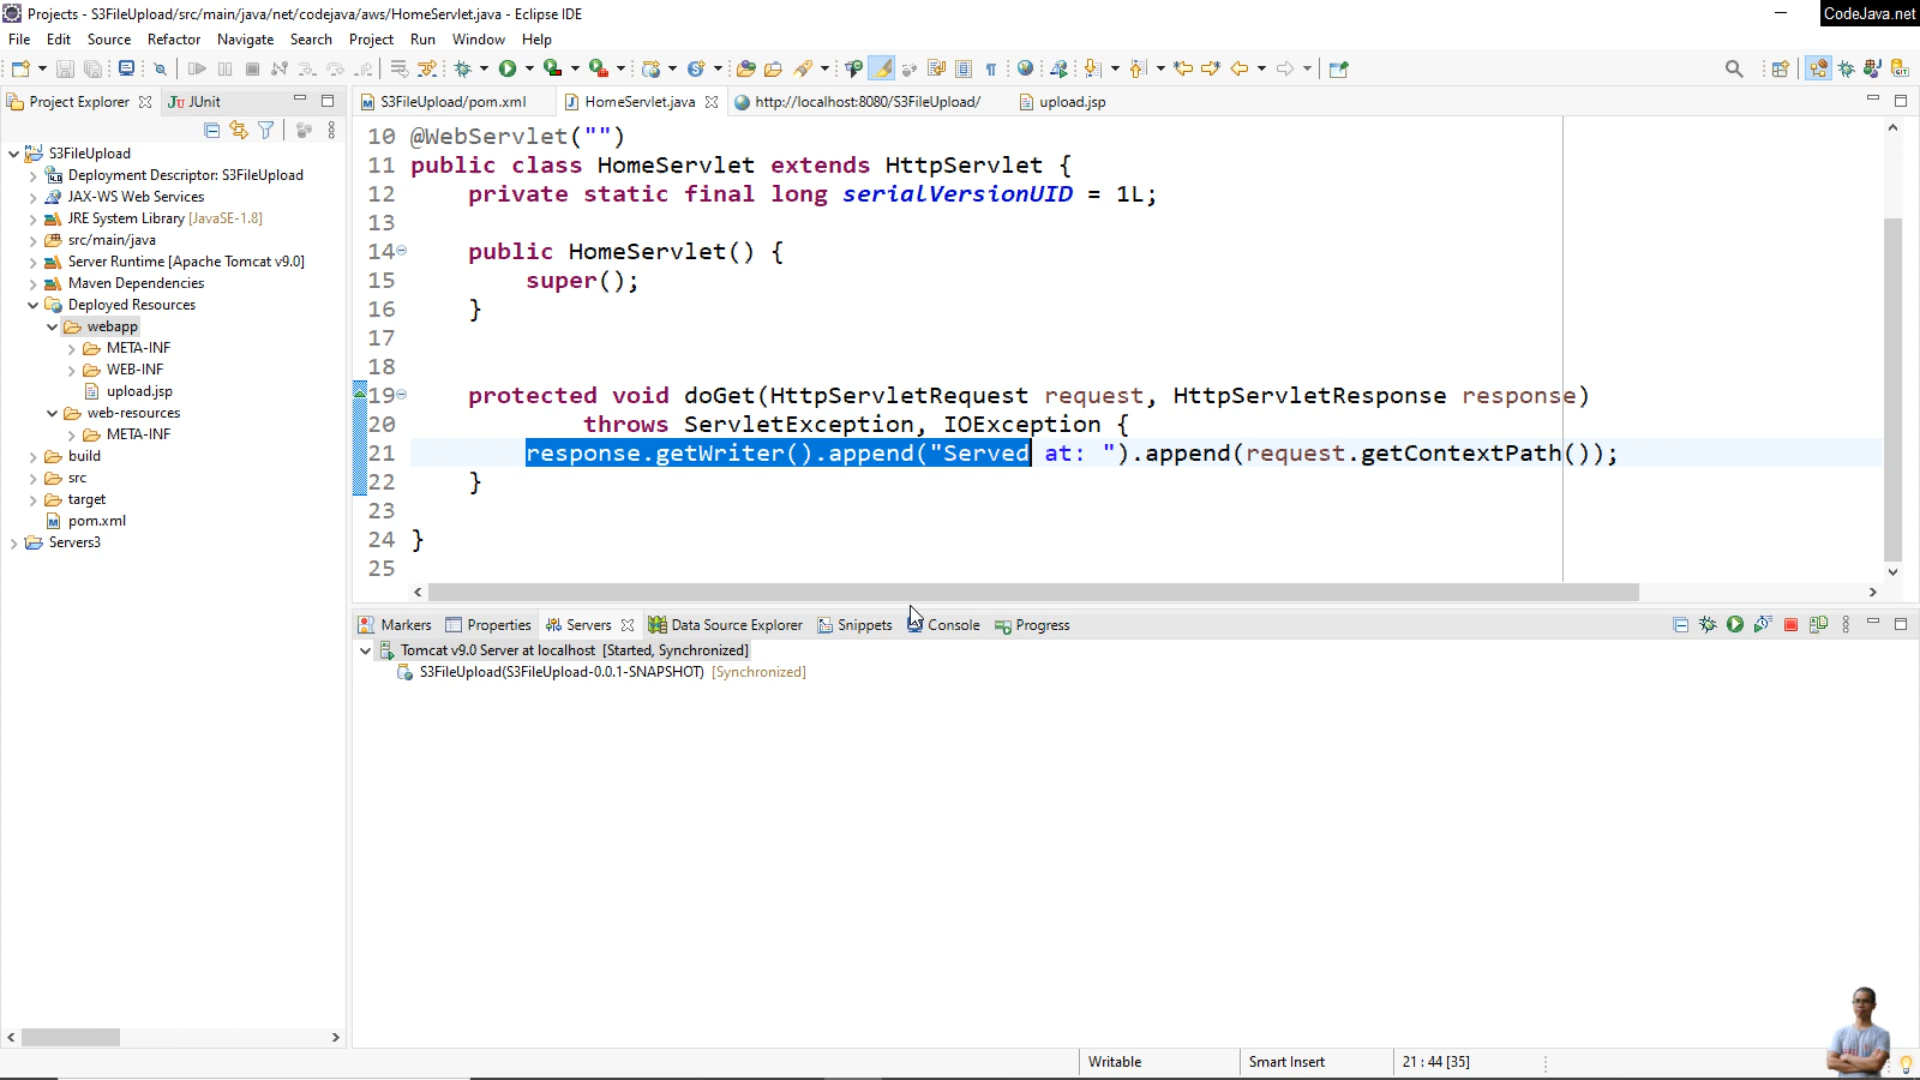 Projects - S3FileUpload/src/main/java/net/codejava/aws/HomeServlet.java - Eclipse IDE
CodeJava.net
File Edit Source Refactor Navigate Search Project Run Window Help
Project Explorer
JUnit
S3FileUpload/pom.xml
HomeServlet.java
http://localhost:8080/S3FileUpload/
upload.jsp
S3FileUpload
Deployment Descriptor: S3FileUpload
JAX-WS Web Services
JRE System Library [JavaSE-1.8]
src/main/java
Server Runtime [Apache Tomcat v9.0]
Maven Dependencies
Deployed Resources
webapp
META-INF
WEB-INF
upload.jsp
web-resources
META-INF
build
src
target
pom.xml
Servers3
10 @WebServlet("")
11 public class HomeServlet extends HttpServlet {
12 private static final long serialVersionUID = 1L;
13
14 public HomeServlet() {
15 super();
16 }
17
18
19 protected void doGet(HttpServletRequest request, HttpServletResponse response)
20 throws ServletException, IOException {
21 response.getWriter().append("Served at: ").append(request.getContextPath());
22 }
23
24 }
25
Markers Properties Servers Data Source Explorer Snippets Console Progress
Tomcat v9.0 Server at localhost [Started, Synchronized]
S3FileUpload(S3FileUpload-0.0.1-SNAPSHOT) [Synchronized]
Writable Smart Insert 21 : 44 [35]